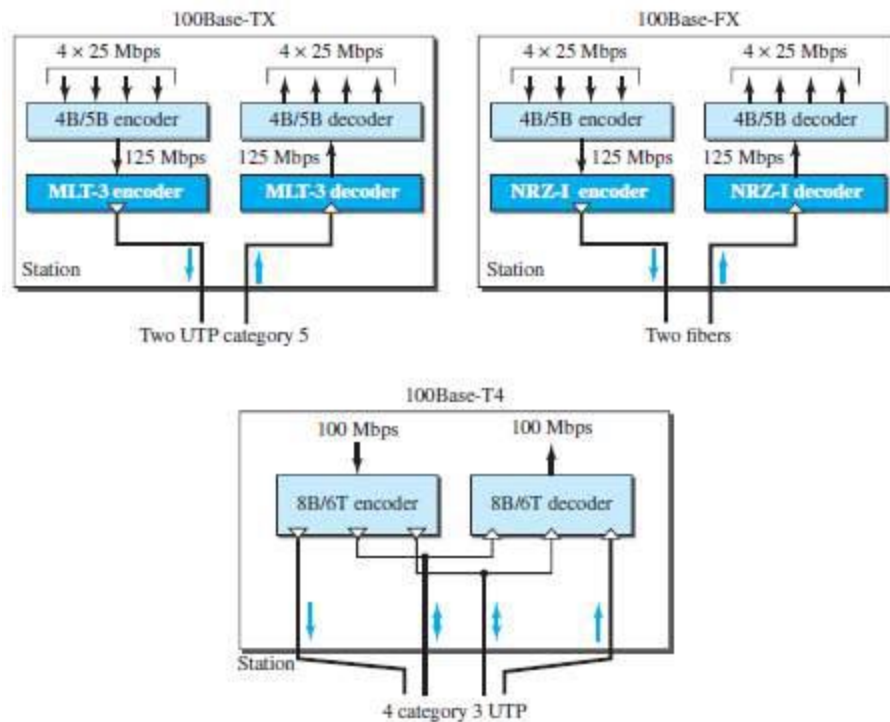 100Base-TX
4 × 25 Mbps
4 × 25 Mbps
4B/5B encoder
4B/5B decoder
125 Mbps
125 Mbps
MLT-3 encoder
MLT-3 decoder
Station
Two UTP category 5
100Base-FX
4 × 25 Mbps
4 × 25 Mbps
4B/5B encoder
4B/5B decoder
125 Mbps
125 Mbps
NRZ-I encoder
NRZ-I decoder
Station
Two fibers
100Base-T4
100 Mbps
100 Mbps
8B/6T encoder
8B/6T decoder
Station
4 category 3 UTP